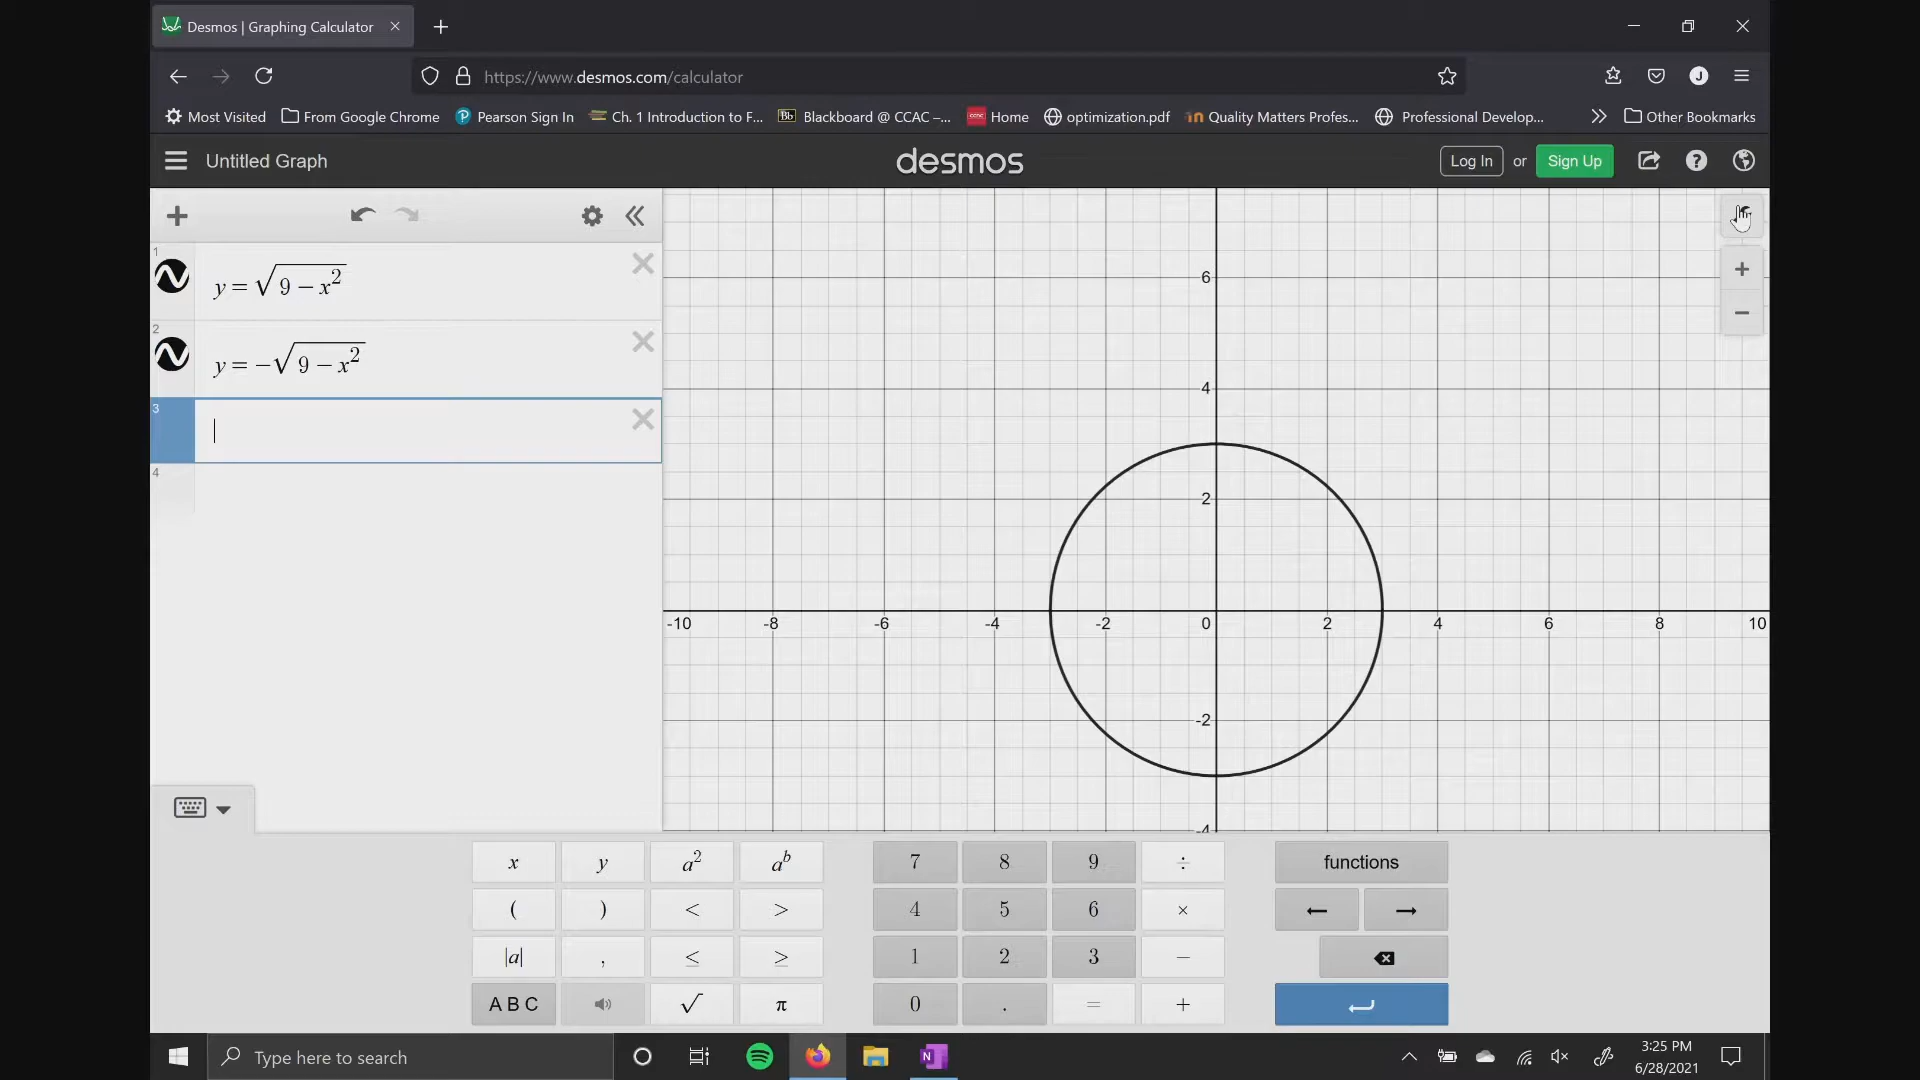 Desmos | Graphing Calculator
https://www.desmos.com/calculator
J
Most Visited From Google Chrome Pearson Sign In Ch. 1 Introduction to F... Bb Blackboard @ CCAC –... Home optimization.pdf Quality Matters Profes... Professional Develop... Other Bookmarks
Untitled Graph desmos Log In or Sign Up
1 y = √9 − x²
2 y = −√9 − x²
3
4
6
4
2
-10 -8 -6 -4 -2 0 2 4 6 8 10
-2
-4
x y a² aᵇ 7 8 9 ÷ functions
( ) < > 4 5 6 × ← →
|a| , ≤ ≥ 1 2 3 −
A B C √ π 0 . = +
Type here to search
N
3:25 PM
6/28/2021